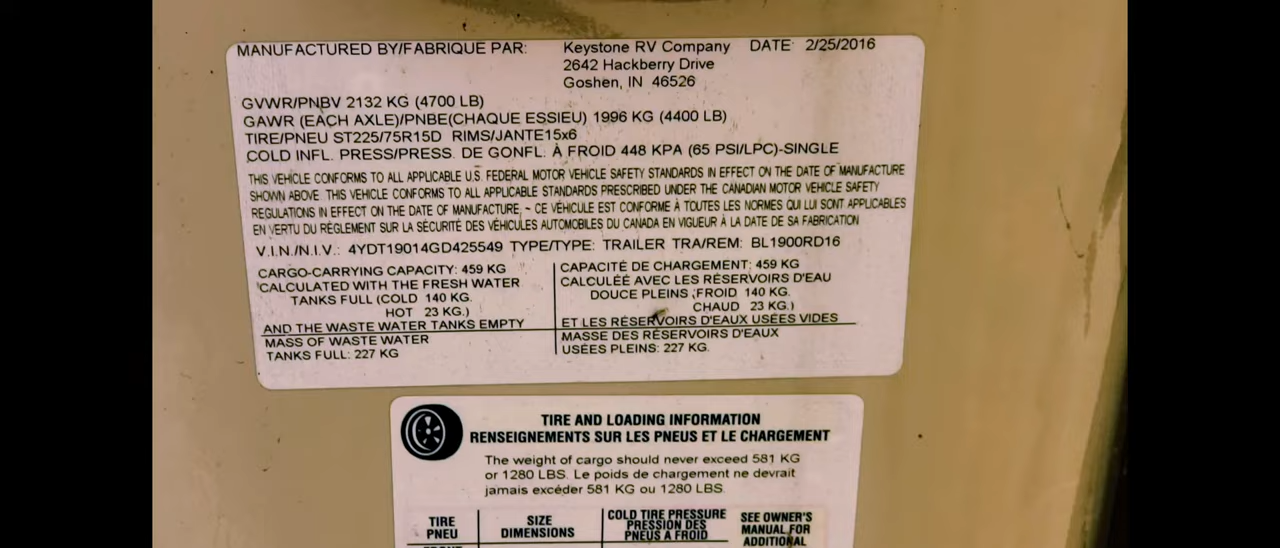 MANUFACTURED BY/FABRIQUE PAR: Keystone RV Company DATE: 2/25/2016
2642 Hackberry Drive
Goshen, IN 46526
GVWR/PNBV 2132 KG (4700 LB)
GAWR (EACH AXLE)/PNBE(CHAQUE ESSIEU) 1996 KG (4400 LB)
TIRE/PNEU ST225/75R15D RIMS/JANTE15x6
COLD INFL. PRESS/PRESS. DE GONFL. À FROID 448 KPA (65 PSI/LPC)-SINGLE
THIS VEHICLE CONFORMS TO ALL APPLICABLE U.S. FEDERAL MOTOR VEHICLE SAFETY STANDARDS IN EFFECT ON THE DATE OF MANUFACTURE
SHOWN ABOVE. THIS VEHICLE CONFORMS TO ALL APPLICABLE STANDARDS PRESCRIBED UNDER THE CANADIAN MOTOR VEHICLE SAFETY
REGULATIONS IN EFFECT ON THE DATE OF MANUFACTURE. - CE VÉHICULE EST CONFORME À TOUTES LES NORMES QUI LUI SONT APPLICABLES
EN VERTU DU RÉGLEMENT SUR LA SÉCURITÉ DES VÉHICULES AUTOMOBILES DU CANADA EN VIGUEUR À LA DATE DE SA FABRICATION
V.I.N./N.I.V.: 4YDT19014GD425549 TYPE/TYPE: TRAILER TRA/REM: BL1900RD16
CARGO-CARRYING CAPACITY: 459 KG
CALCULATED WITH THE FRESH WATER
TANKS FULL (COLD 140 KG.
HOT 23 KG.)
AND THE WASTE WATER TANKS EMPTY
MASS OF WASTE WATER
TANKS FULL: 227 KG
CAPACITÉ DE CHARGEMENT: 459 KG
CALCULÉE AVEC LES RÉSERVOIRS D'EAU
DOUCE PLEINS (FROID 140 KG.
CHAUD 23 KG.)
ET LES RÉSERVOIRS D'EAUX USÉES VIDES
MASSE DES RÉSERVOIRS D'EAUX
USÉES PLEINS: 227 KG.
TIRE AND LOADING INFORMATION
RENSEIGNEMENTS SUR LES PNEUS ET LE CHARGEMENT
The weight of cargo should never exceed 581 KG
or 1280 LBS. Le poids de chargement ne devrait
jamais excéder 581 KG ou 1280 LBS.
TIRE
PNEU
SIZE
DIMENSIONS
COLD TIRE PRESSURE
PRESSION DES
PNEUS A FROID
SEE OWNER'S
MANUAL FOR
ADDITIONAL